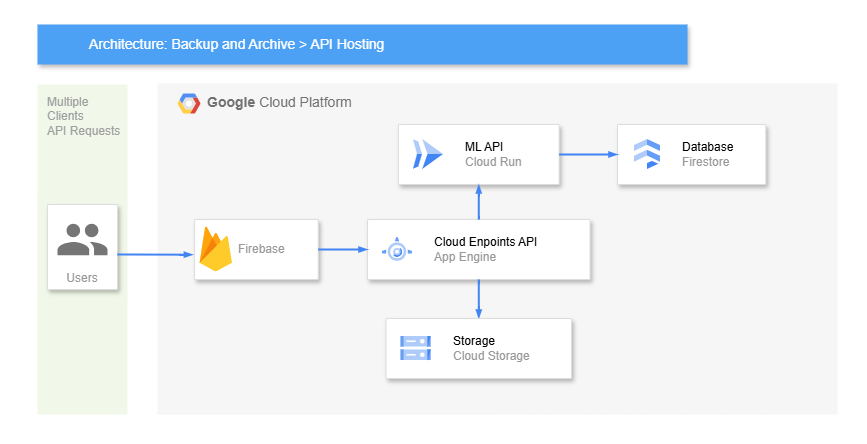 Architecture: Backup and Archive > API Hosting
Multiple
Clients
API Requests
Google Cloud Platform
ML API
Cloud Run
Database
Firestore
Users
Firebase
Cloud Enpoints API
App Engine
Storage
Cloud Storage